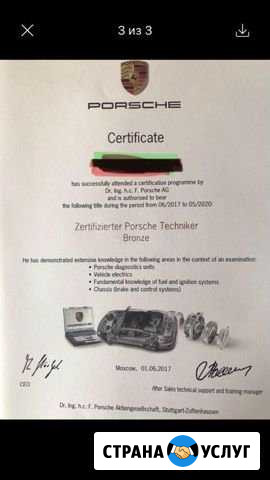 3 из 3
PORSCHE
Certificate
has successfully attended a certification programme by
Dr. Ing. h.c. F. Porsche AG
and is authorised to bear
the following title during the period from 06/2017 to 05/2020:
Zertifizierter Porsche Techniker
Bronze
He has demonstrated extensive knowledge in the following areas in the context of an examination:
• Porsche diagnostics units
• Vehicle electrics
• Fundamental knowledge of fuel and ignition systems
• Chassis (brake and control systems)
Moscow, 01.06.2017
CEO
After Sales technical support and training manager
Dr. Ing. h.c. F. Porsche Aktiengesellschaft, Stuttgart-Zuffenhausen
СТРАНА УСЛУГ